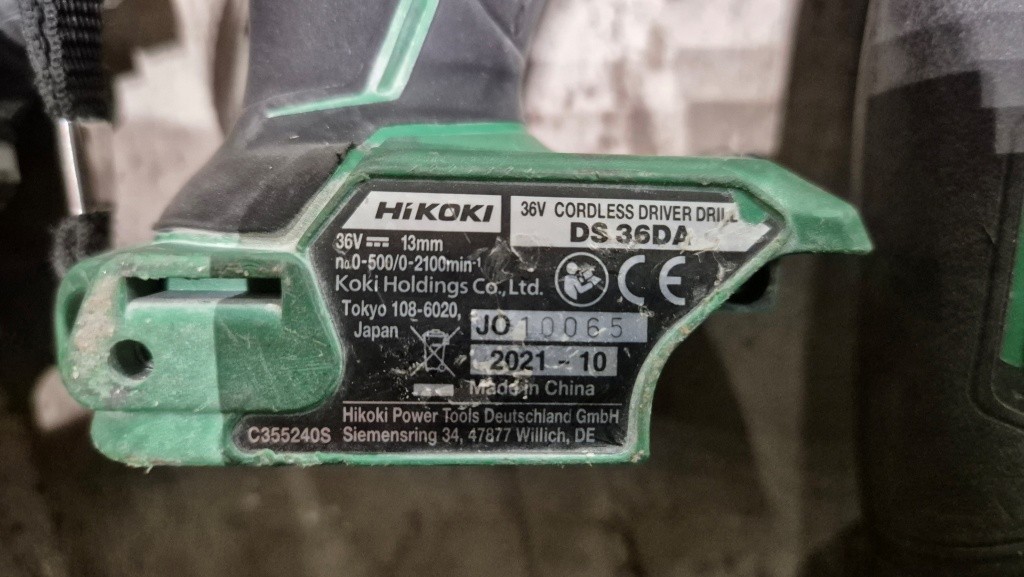 HiKOKI
36V CORDLESS DRIVER DRILL
DS 36DA
36V ⎓ 13mm
n₀0-500/0-2100min⁻¹
Koki Holdings Co., Ltd.
Tokyo 108-6020,
Japan
CE
JO 10065
2021 - 10
Made in China
Hikoki Power Tools Deutschland GmbH
C355240S Siemensring 34, 47877 Willich, DE